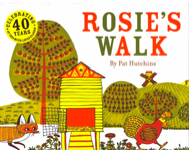 CELEBRATING
40
YEARS
ROSIE'S
WALK
By Pat Hutchins